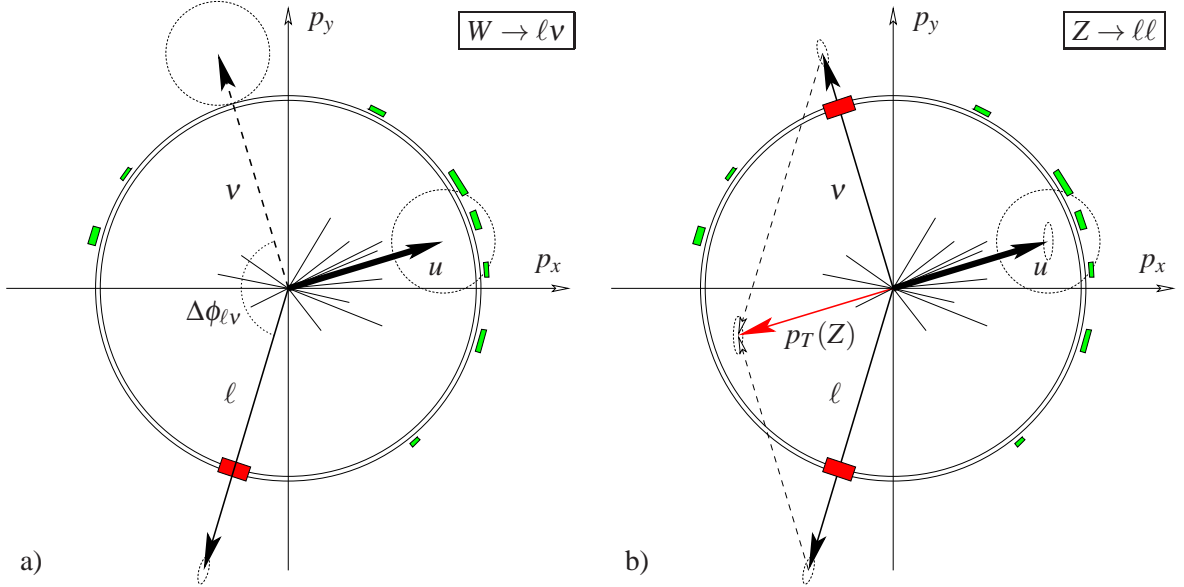 p_y
W → ℓν
ν
u
p_x
Δϕ_ℓν
ℓ
a)
p_y
Z → ℓℓ
ν
u
p_x
p_T(Z)
ℓ
b)